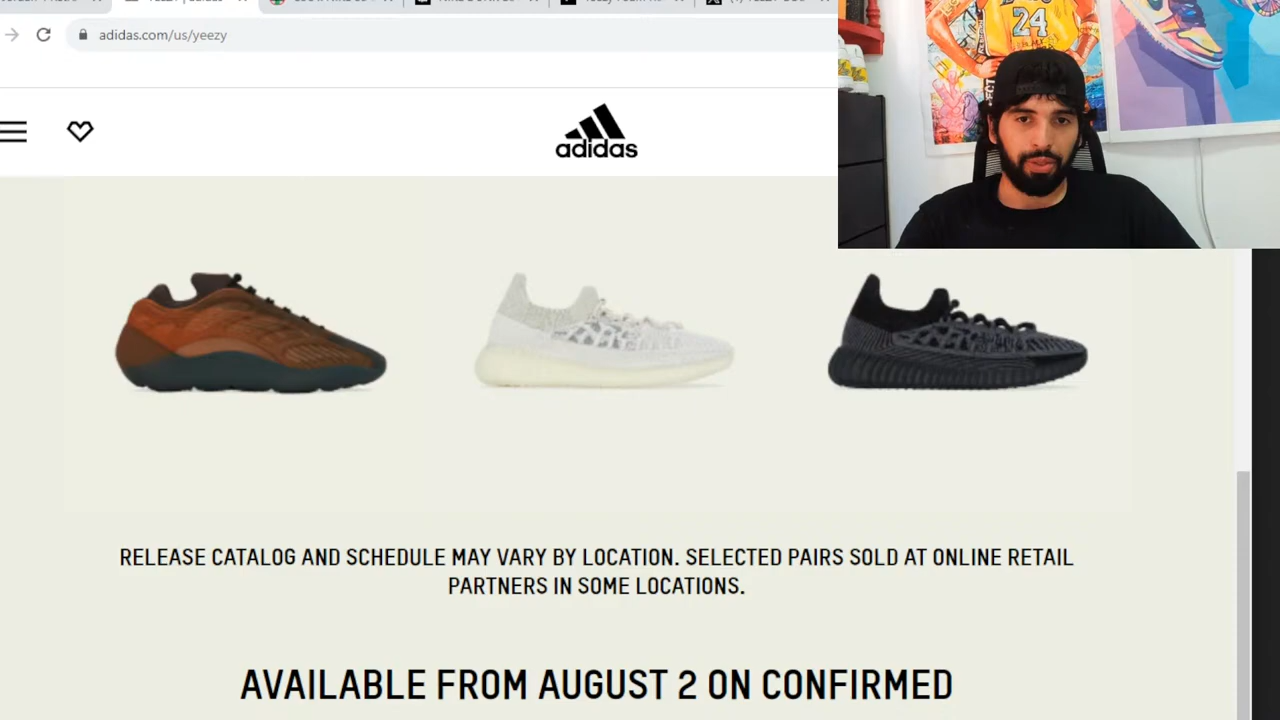 adidas.com/us/yeezy
24
adidas
RELEASE CATALOG AND SCHEDULE MAY VARY BY LOCATION. SELECTED PAIRS SOLD AT ONLINE RETAIL
PARTNERS IN SOME LOCATIONS.
AVAILABLE FROM AUGUST 2 ON CONFIRMED